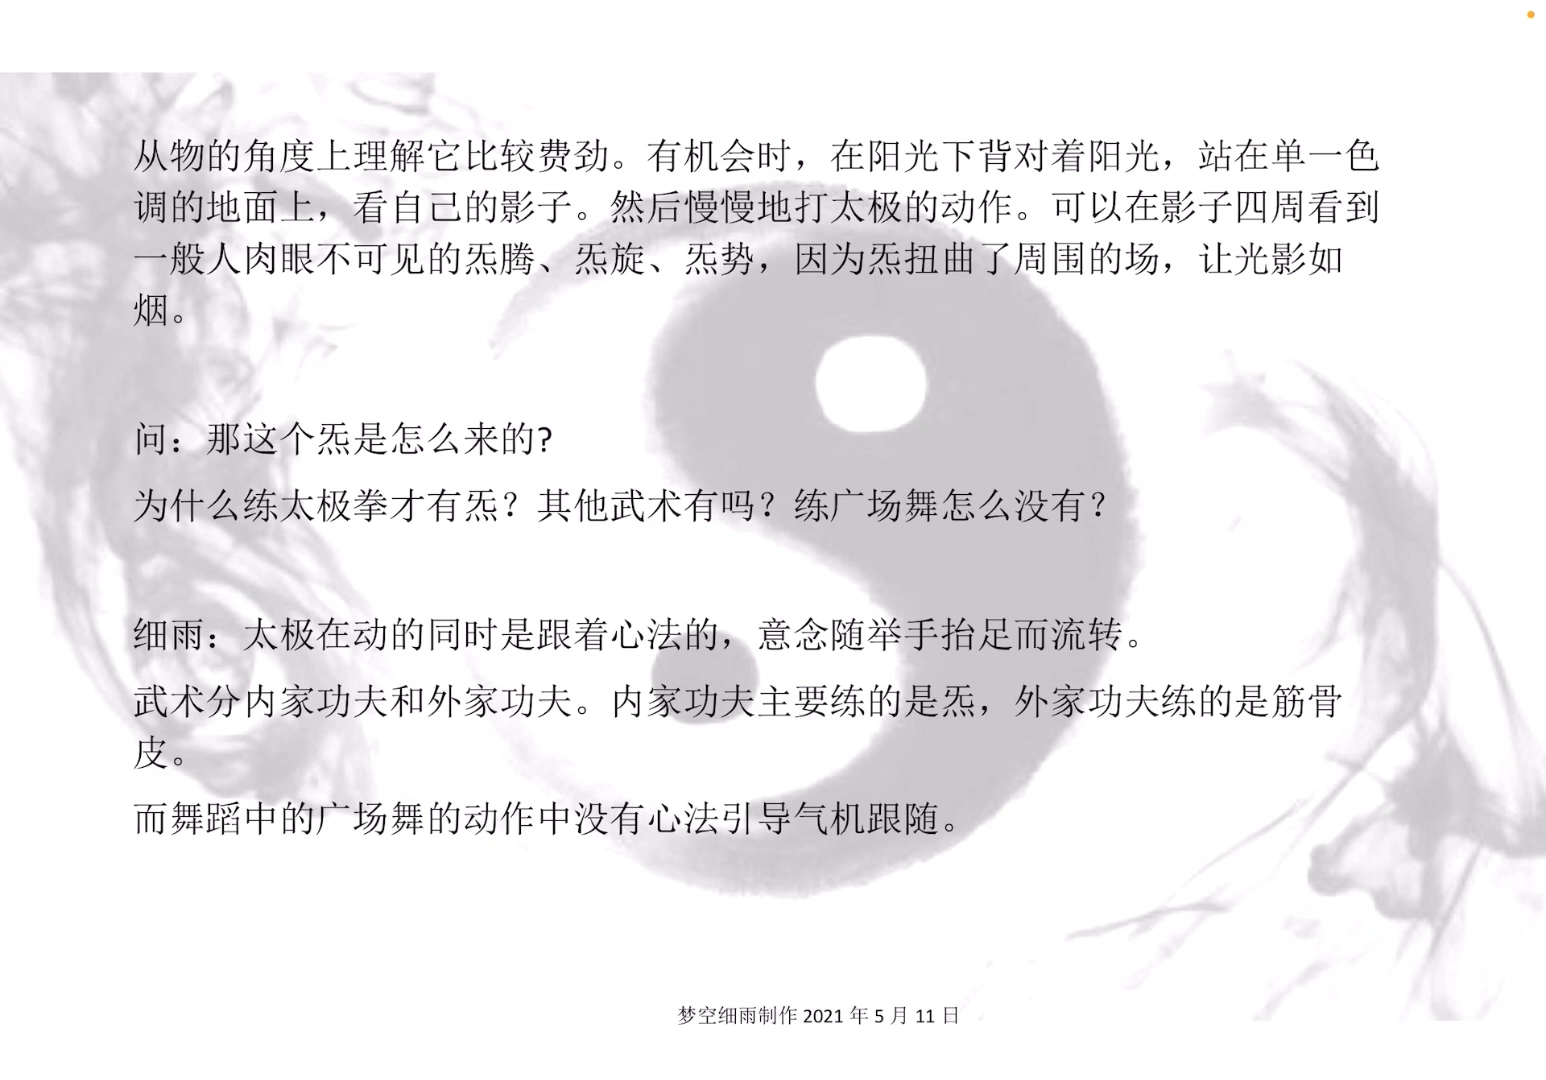 从物的角度上理解它比较费劲。有机会时，在阳光下背对着阳光，站在单一色
调的地面上，看自己的影子。然后慢慢地打太极的动作。可以在影子四周看到
一般人肉眼不可见的炁腾、炁旋、炁势，因为炁扭曲了周围的场，让光影如
烟。
问：那这个炁是怎么来的?
为什么练太极拳才有炁？其他武术有吗？练广场舞怎么没有？
细雨：太极在动的同时是跟着心法的，意念随举手抬足而流转。
武术分内家功夫和外家功夫。内家功夫主要练的是炁，外家功夫练的是筋骨
皮。
而舞蹈中的广场舞的动作中没有心法引导气机跟随。
梦空细雨制作 2021 年 5 月 11 日